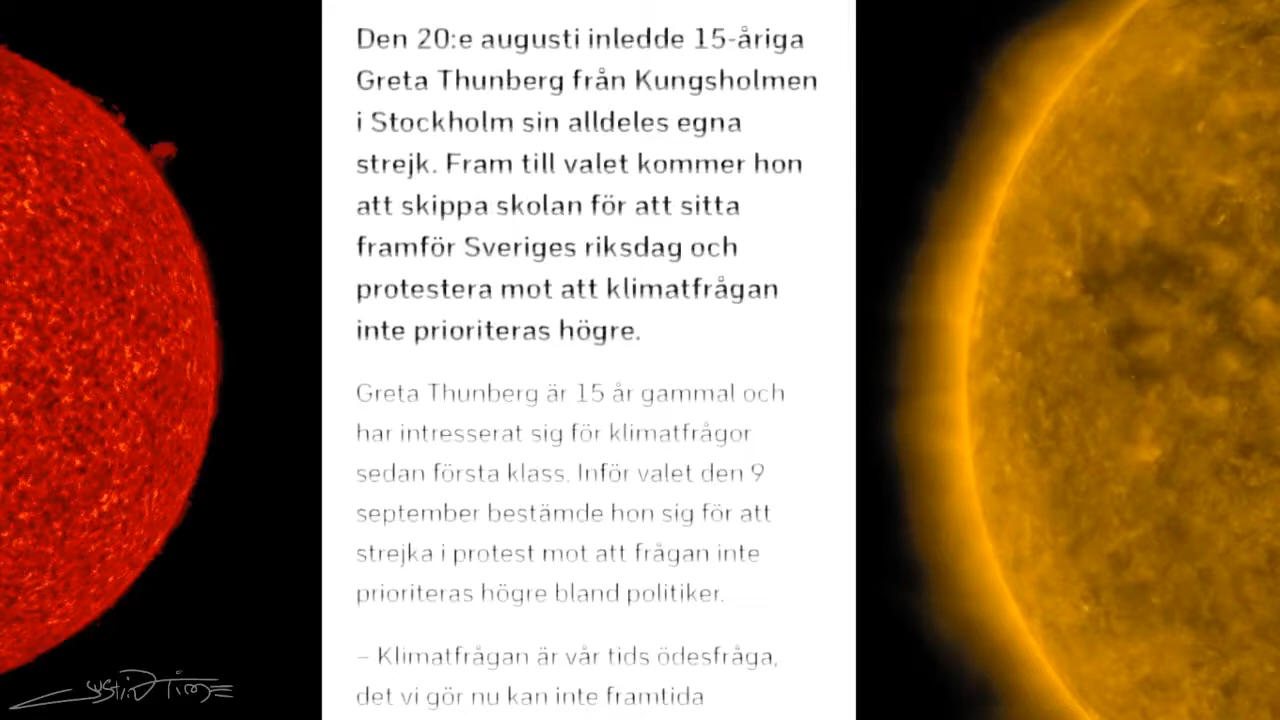 Den 20:e augusti inledde 15-åriga
Greta Thunberg från Kungsholmen
i Stockholm sin alldeles egna
strejk. Fram till valet kommer hon
att skippa skolan för att sitta
framför Sveriges riksdag och
protestera mot att klimatfrågan
inte prioriteras högre.
Greta Thunberg är 15 år gammal och
har intresserat sig för klimatfrågor
sedan första klass. Inför valet den 9
september bestämde hon sig för att
strejka i protest mot att frågan inte
prioriteras högre bland politiker.
– Klimatfrågan är vår tids ödesfråga,
det vi gör nu kan inte framtida